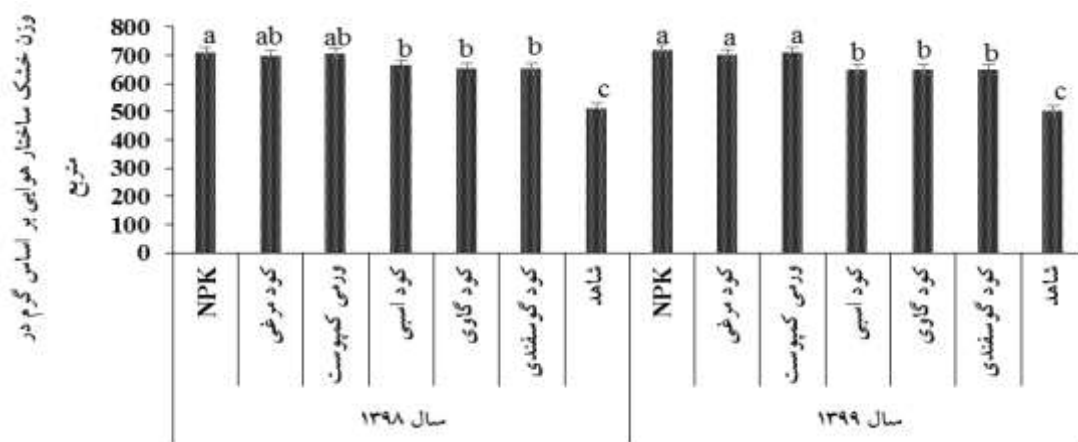 وزن خشک ساختار هوایی بر اساس گرم در
متربع
800
700
600
500
400
300
200
100
0
a ab ab b b b c a a a b b b c
NPK
کود مرغی
ورمی کمپوست
کود اسبی
کود گاوی
کود گوسفندی
شاهد
NPK
کود مرغی
ورمی کمپوست
کود اسبی
کود گاوی
کود گوسفندی
شاهد
سال ۱۳۹۸
سال ۱۳۹۹